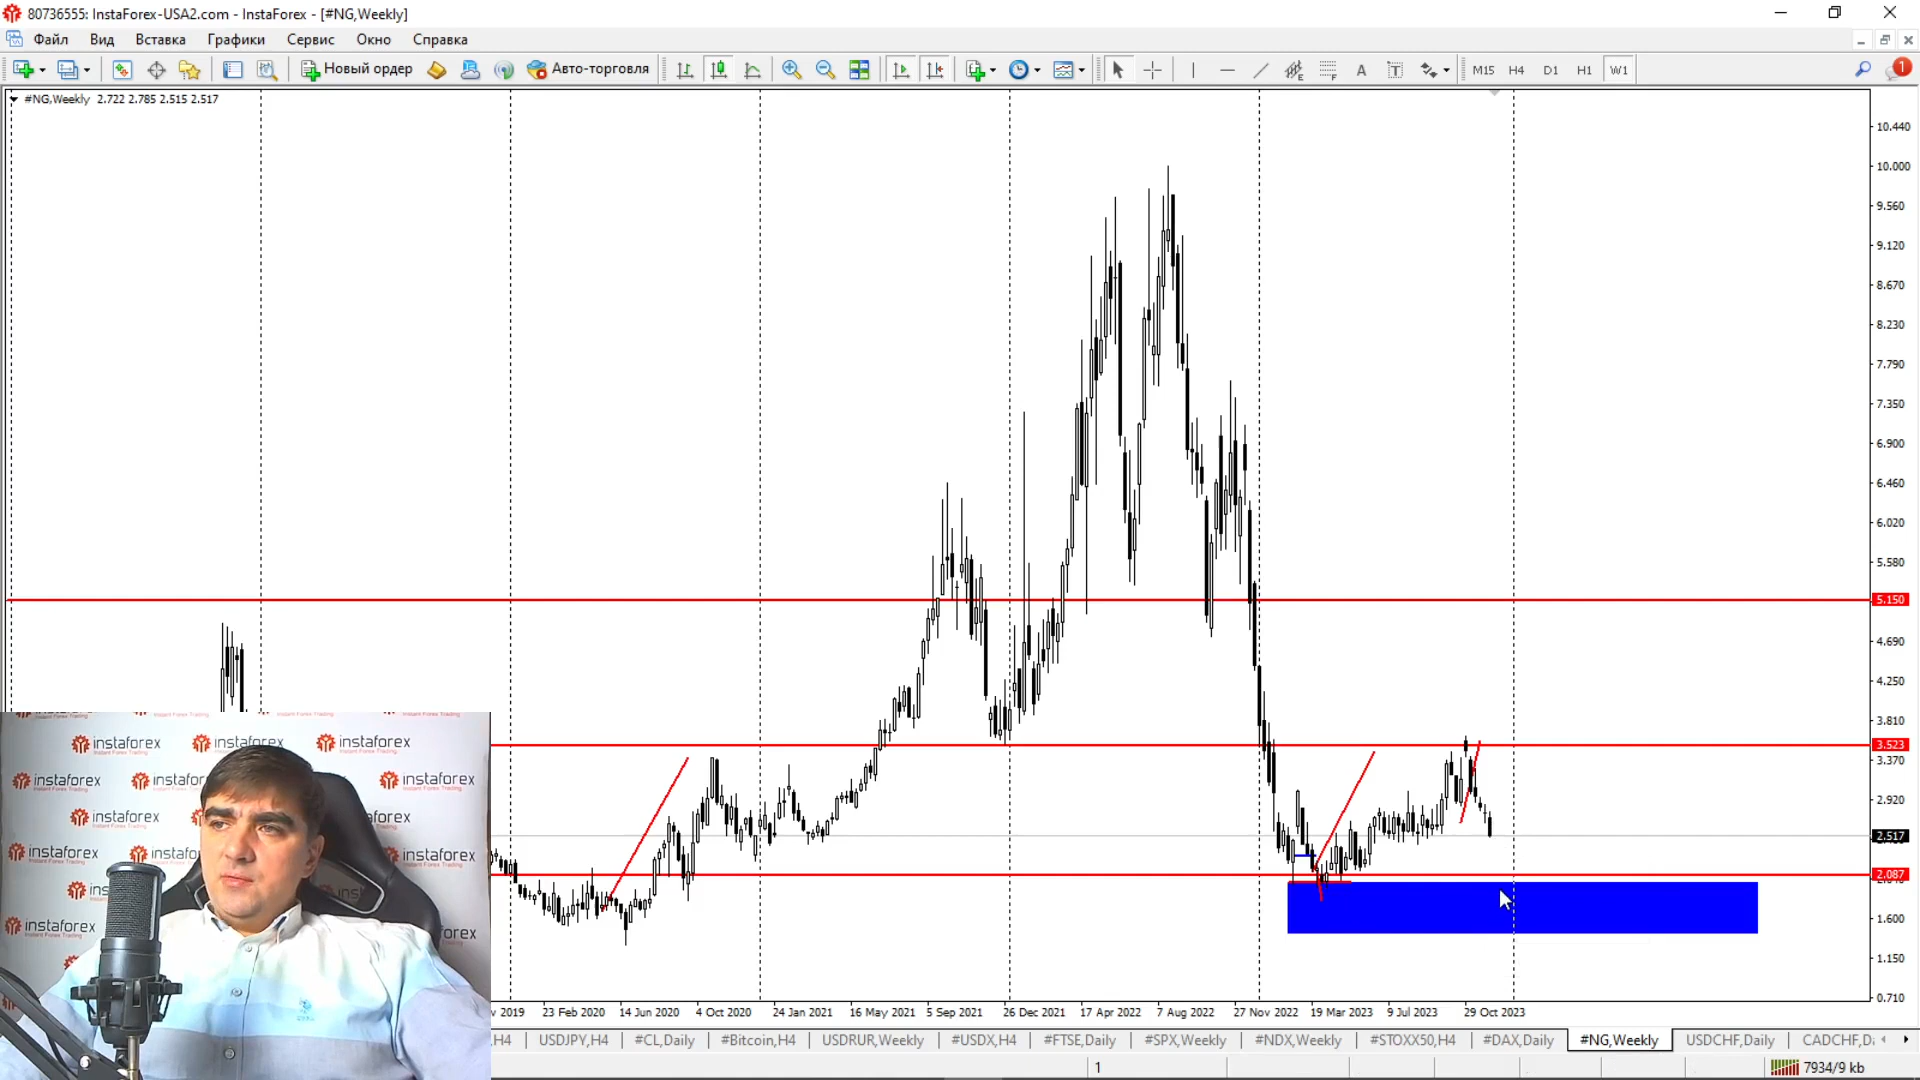 80736555: InstaForex-USA2.com - InstaForex - [#NG,Weekly]
Файл Вид Вставка Графики Сервис Окно Справка
Новый ордер Авто-торговля A T M15 H4 D1 H1 W1 1
#NG,Weekly 2.722 2.785 2.515 2.517
10.440
10.000
9.560
9.120
8.670
8.230
7.790
7.350
6.900
6.460
6.020
5.580
5.150
4.690
4.250
3.810
3.523
3.370
2.920
2.517
2.087
1.600
1.150
0.710
instaforex instaforex instaforex
instaforex
instaforex
instaforex
instaforex
v 2019 23 Feb 2020 14 Jun 2020 4 Oct 2020 24 Jan 2021 16 May 2021 5 Sep 2021 26 Dec 2021 17 Apr 2022 7 Aug 2022 27 Nov 2022 19 Mar 2023 9 Jul 2023 29 Oct 2023
,H4 USDJPY,H4 #CL,Daily #Bitcoin,H4 USDRUR,Weekly #USDX,H4 #FTSE,Daily #SPX,Weekly #NDX,Weekly #STOXX50,H4 #DAX,Daily #NG,Weekly USDCHF,Daily CADCHF,D
1 7934/9 kb